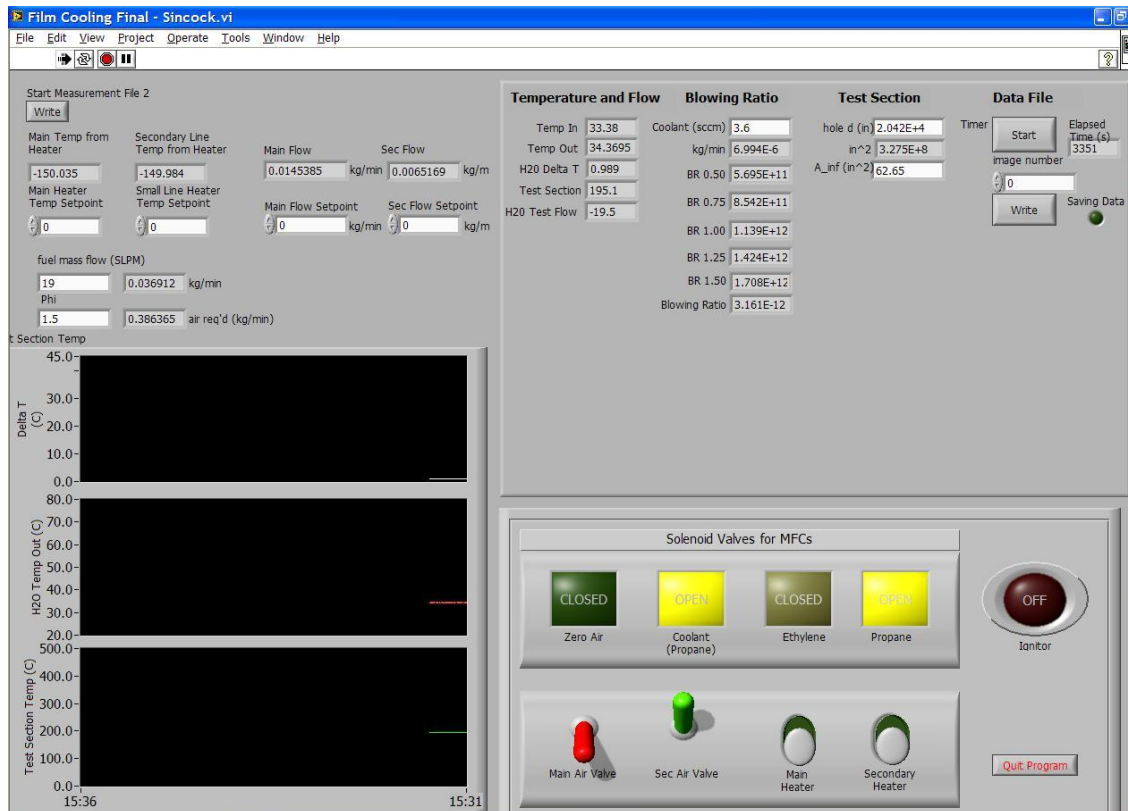 Film Cooling Final - Sincock.vi
File Edit View Project Operate Tools Window Help
?
Start Measurement File 2
Write
Main Temp from Heater
-150.035
Secondary Line Temp from Heater
-149.984
Main Flow
0.0145385 kg/min
Sec Flow
0.0065169 kg/m
Main Heater Temp Setpoint
0
Small Line Heater Temp Setpoint
0
Main Flow Setpoint
0 kg/min
Sec Flow Setpoint
0 kg/m
fuel mass flow (SLPM)
19 0.036912 kg/min
Phi
1.5 0.386365 air req'd (kg/min)
t Section Temp
Delta T (C)
45.0
30.0
20.0
10.0
0.0
H2O Temp Out (C)
80.0
70.0
60.0
50.0
40.0
30.0
20.0
Test Section Temp (C)
500.0
400.0
300.0
200.0
100.0
0.0
15:36 15:31
Temperature and Flow
Temp In 33.38
Temp Out 34.3695
H2O Delta T 0.989
Test Section 195.1
H2O Test Flow -19.5
Blowing Ratio
Coolant (sccm) 3.6
kg/min 6.994E-6
BR 0.50 5.695E+11
BR 0.75 8.542E+11
BR 1.00 1.139E+12
BR 1.25 1.424E+12
BR 1.50 1.708E+12
Blowing Ratio 3.161E-12
Test Section
hole d (in) 2.042E+4
in^2 3.275E+8
A_inf (in^2) 62.65
Data File
Timer
Start
Elapsed Time (s)
3351
image number
0
Write
Saving Data
Solenoid Valves for MFCs
CLOSED OPEN CLOSED OPEN
Zero Air Coolant (Propane) Ethylene Propane
OFF
Ignitor
Main Air Valve Sec Air Valve Main Heater Secondary Heater
Quit Program